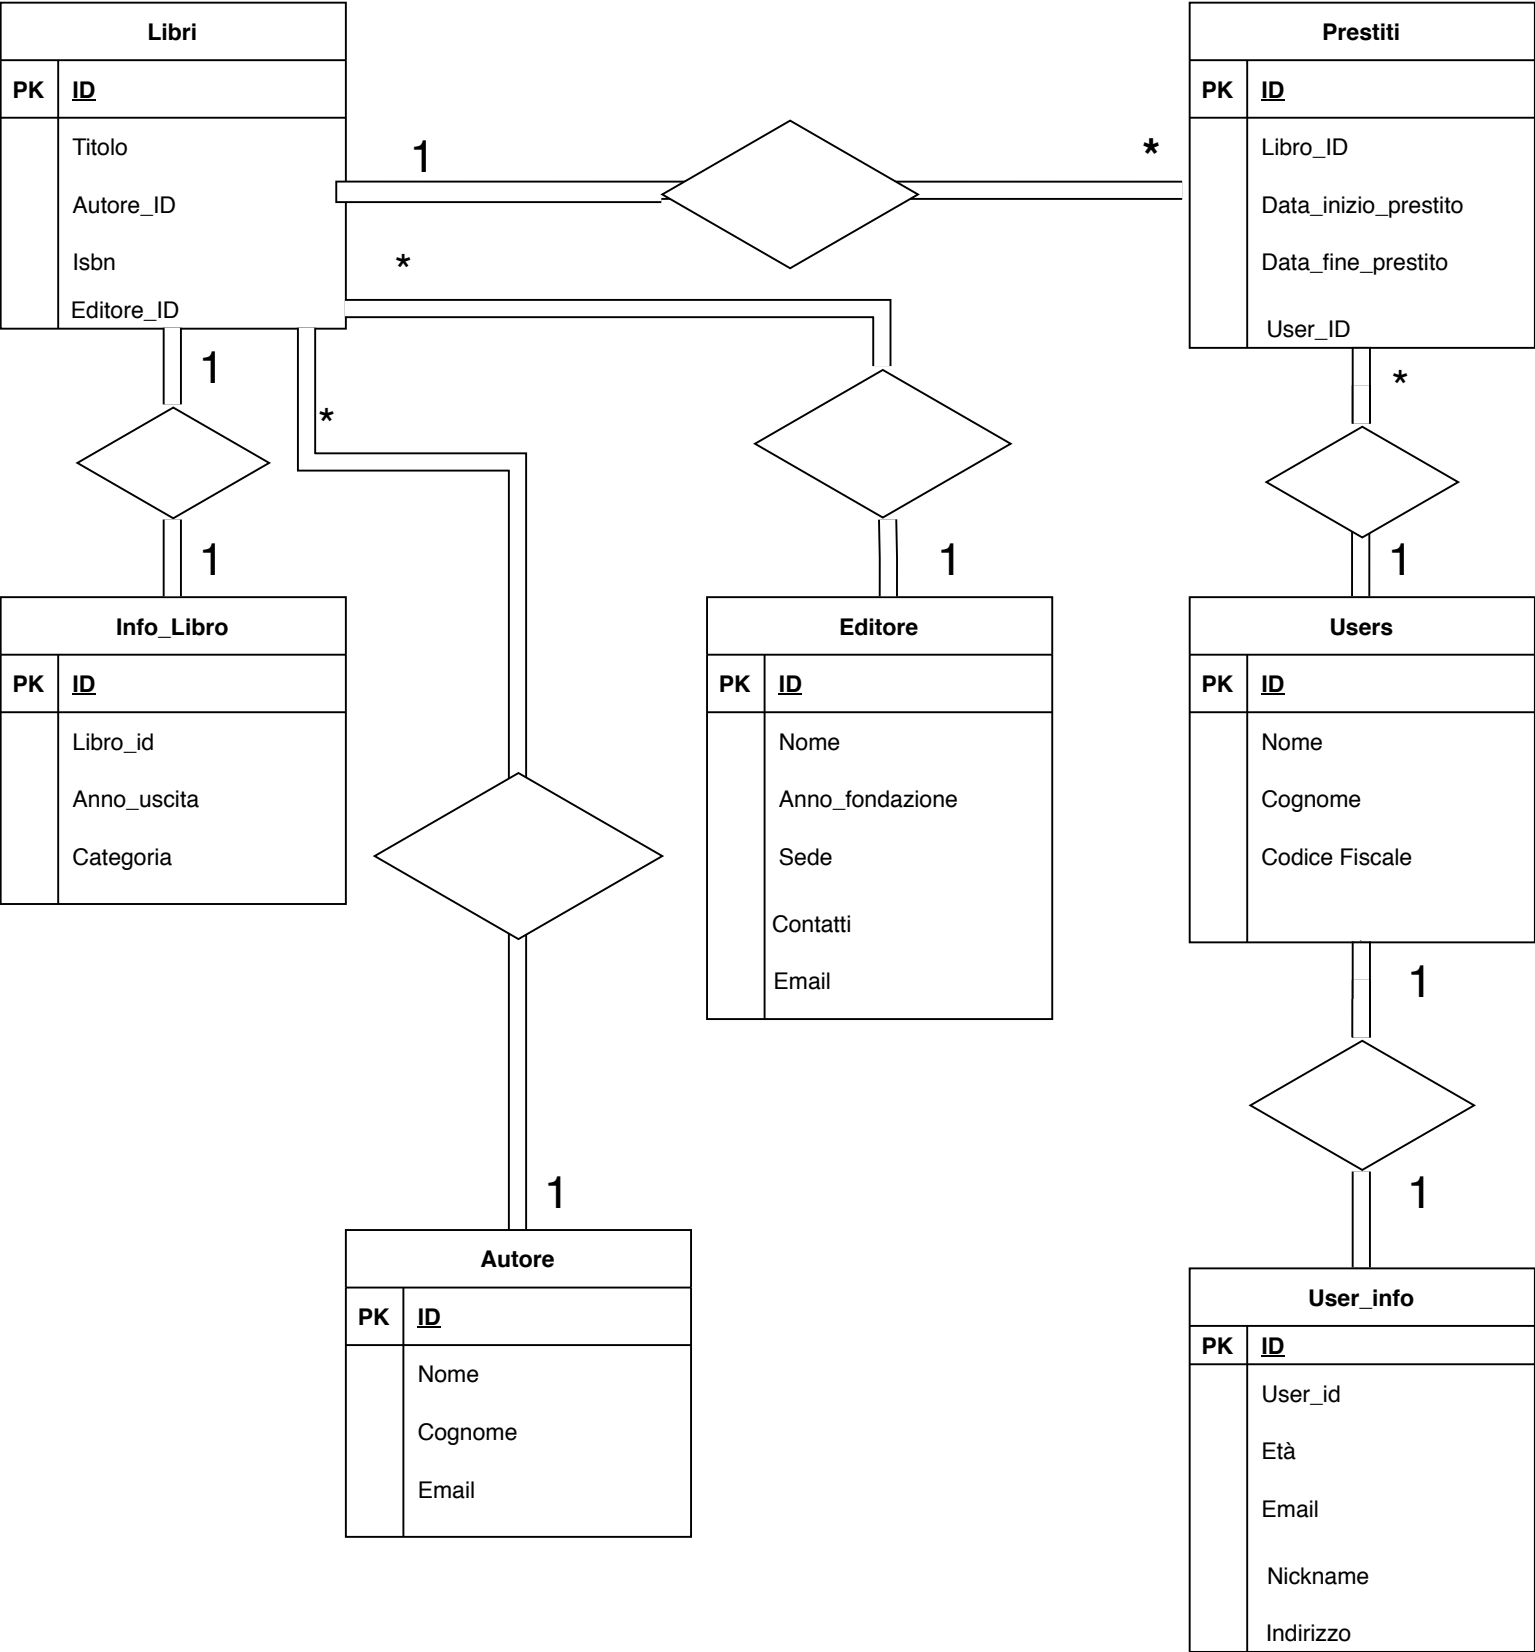 Libri
PK ID
Titolo
Autore_ID
Isbn
Editore_ID
1
*
Prestiti
PK ID
Libro_ID
Data_inizio_prestito
Data_fine_prestito
User_ID
*
1
*
*
1
1
1
Info_Libro
PK ID
Libro_id
Anno_uscita
Categoria
Editore
PK ID
Nome
Anno_fondazione
Sede
Contatti
Email
Users
PK ID
Nome
Cognome
Codice Fiscale
1
1
1
Autore
PK ID
Nome
Cognome
Email
User_info
PK ID
User_id
Età
Email
Nickname
Indirizzo